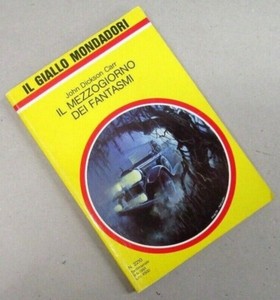 IL GIALLO MONDADORI
John Dickson Carr
IL MEZZOGIORNO
DEI FANTASMI